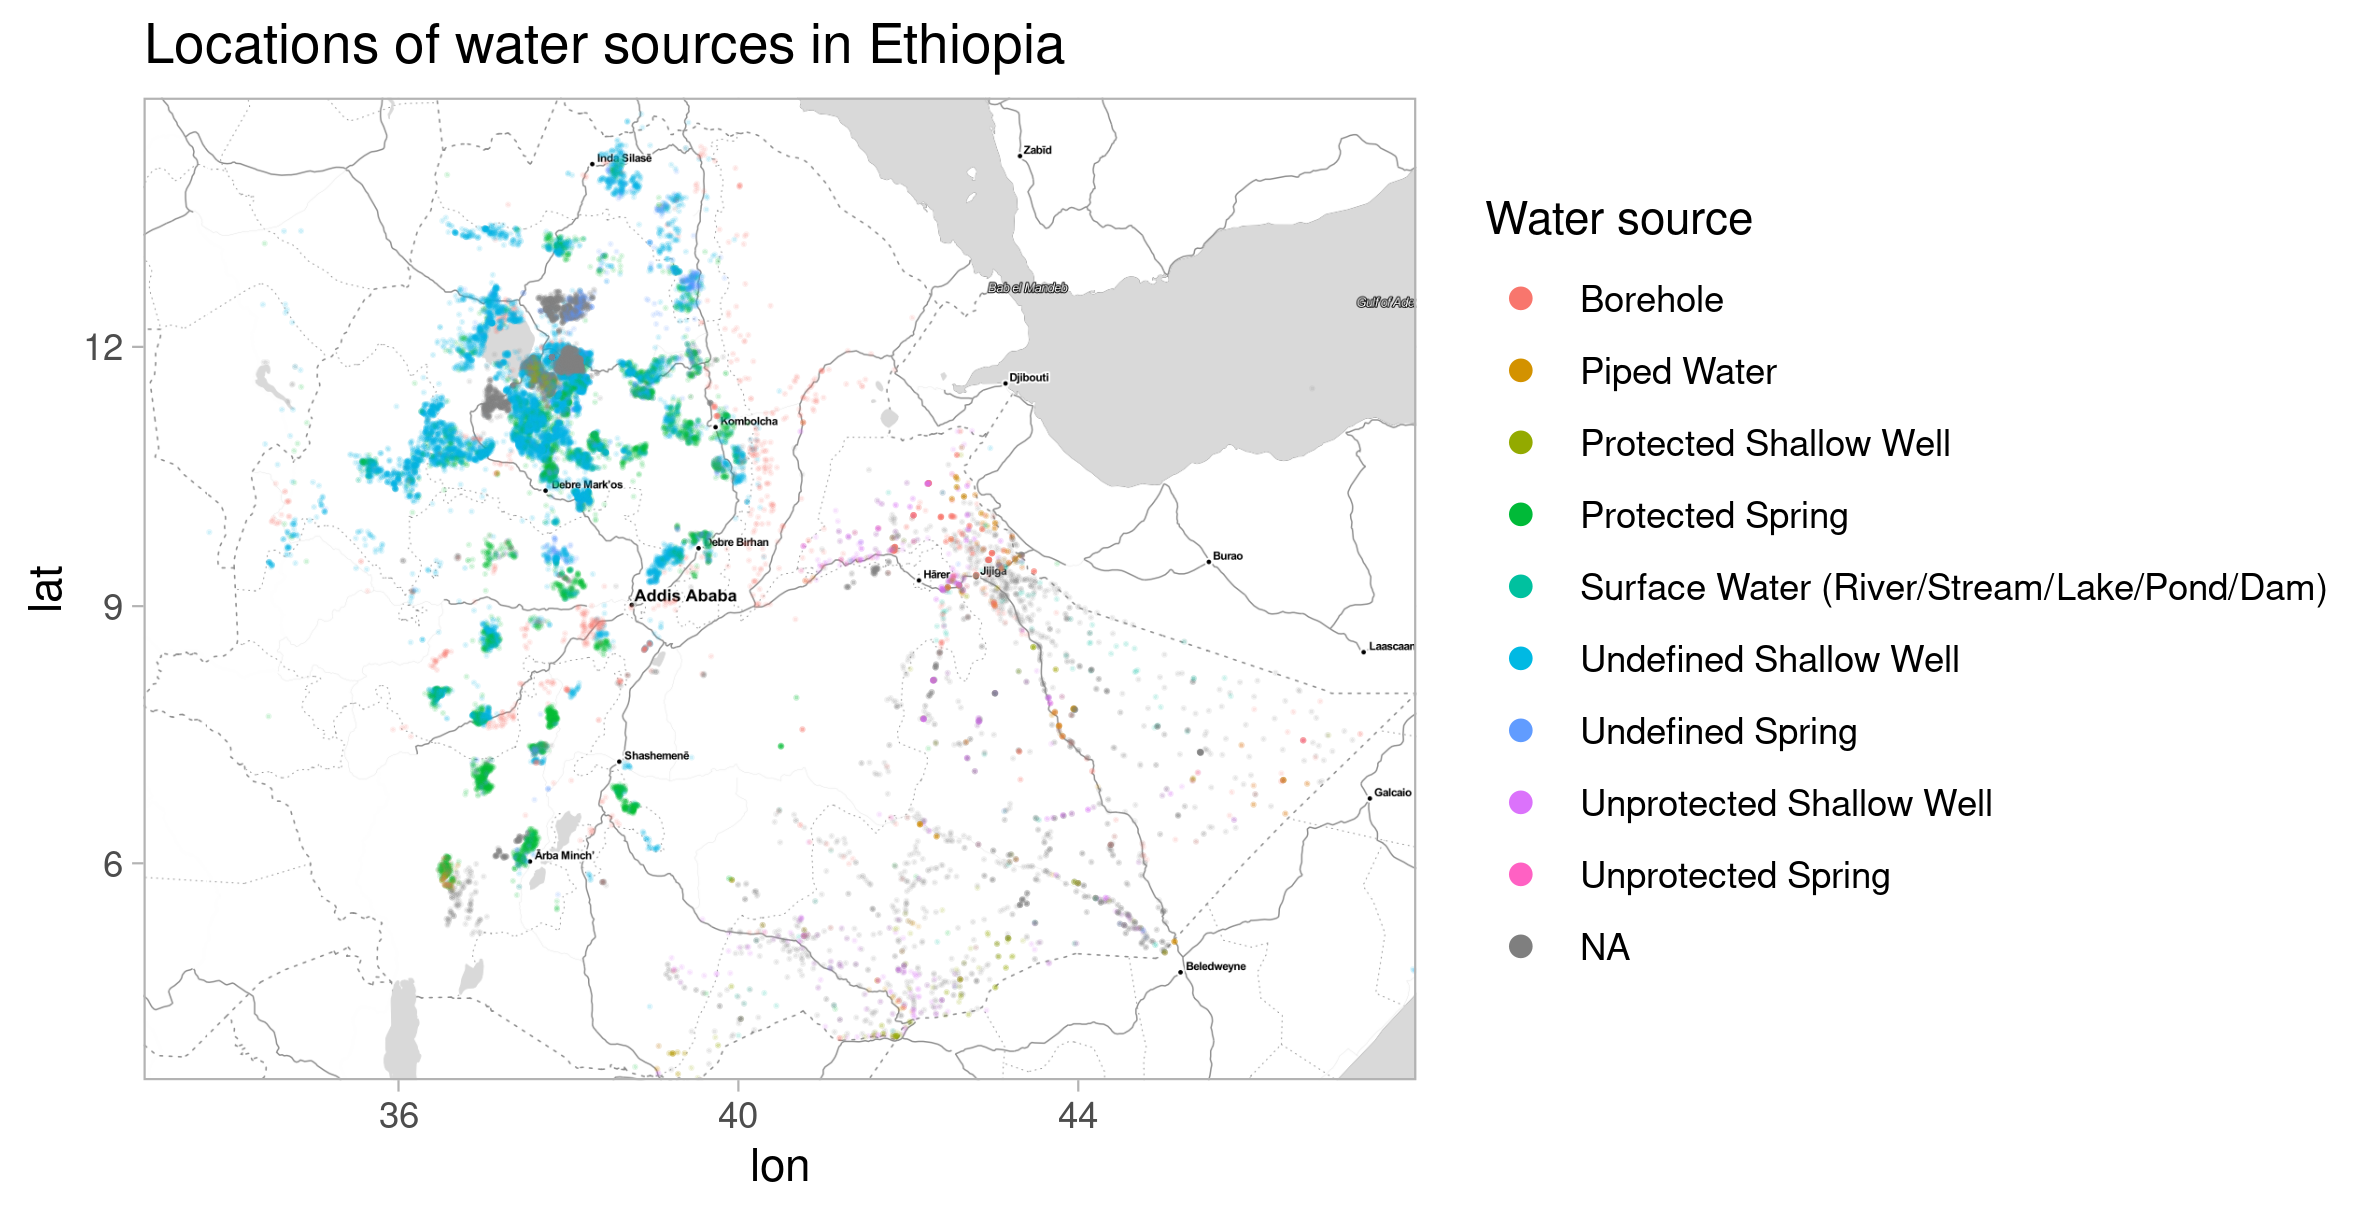 Locations of water sources in Ethiopia
Inda Silasē
Zabīd
Bab el Mandeb
Gulf of Ade
Djibouti
Kombolcha
Debre Mark'os
Debre Birhan
Burao
Härer
Jijiga
Addis Ababa
Laascaan
Shashemenē
Galcaio
Ārba Minch'
Beledweyne
12
9
6
lat
36
40
44
lon
Water source
Borehole
Piped Water
Protected Shallow Well
Protected Spring
Surface Water (River/Stream/Lake/Pond/Dam)
Undefined Shallow Well
Undefined Spring
Unprotected Shallow Well
Unprotected Spring
NA